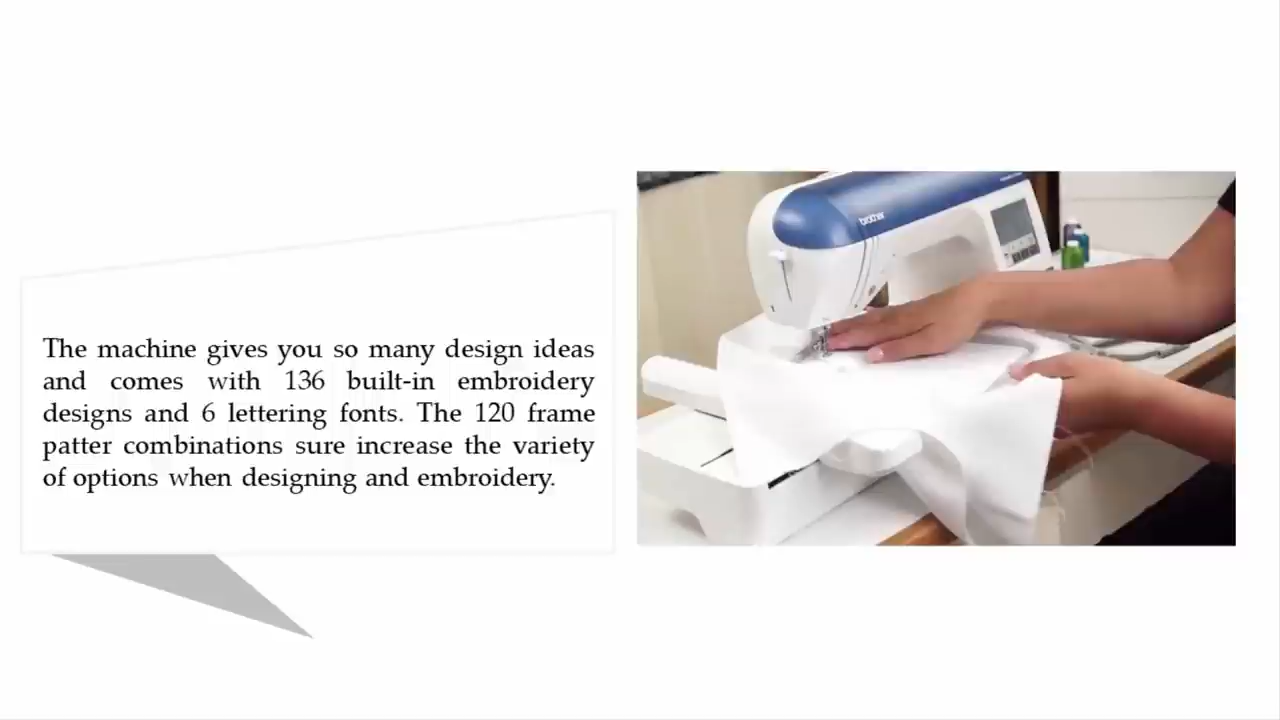 The machine gives you so many design ideas
and comes with 136 built-in embroidery
designs and 6 lettering fonts. The 120 frame
patter combinations sure increase the variety
of options when designing and embroidery.
brother